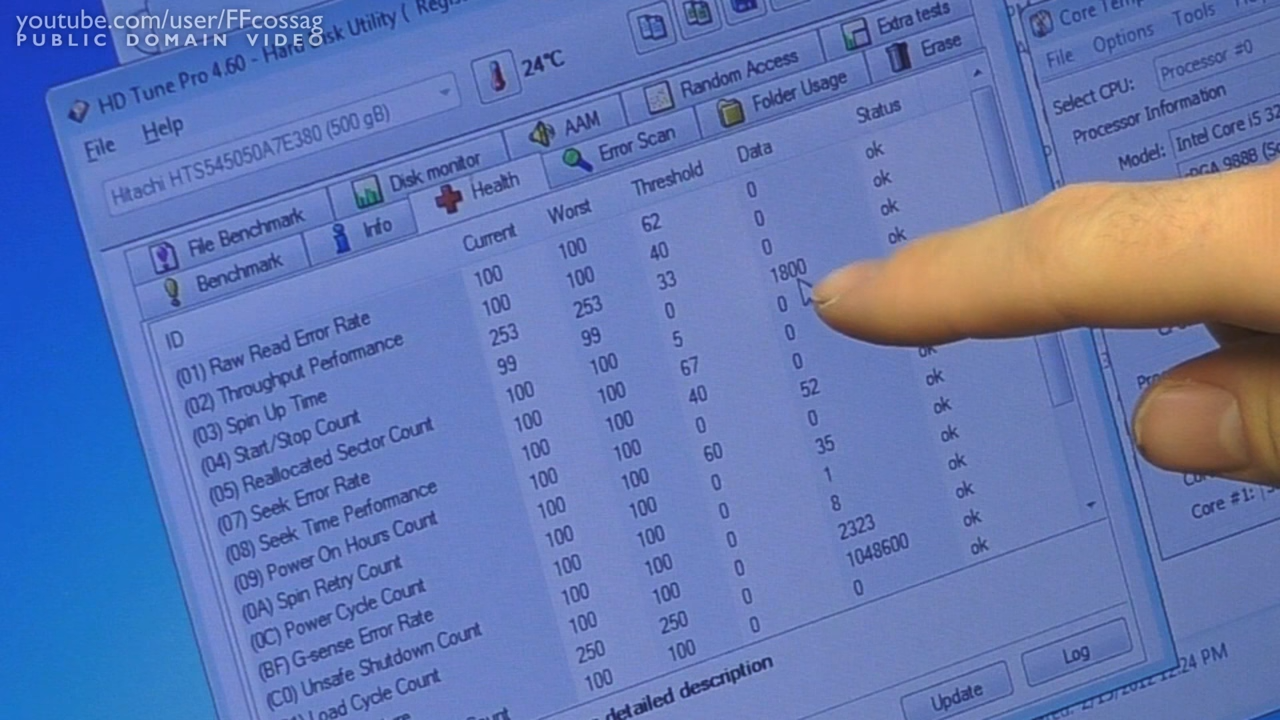 youtube.com/user/FFcossag
PUBLIC DOMAIN VIDEO
HD Tune Pro 4.60 - Hard Disk Utility (
File Help
Hitachi HTS545050A7E380 (500 gB)
24°C
Disk monitor AAM Random Access Extra tests
File Benchmark
Benchmark Info Health Error Scan Folder Usage Erase
ID Current Worst Threshold Data Status
(01) Raw Read Error Rate 100 100 62 0 ok
(02) Throughput Performance 100 100 40 0 ok
(03) Spin Up Time 253 253 33 0 ok
(04) Start/Stop Count 99 99 0 1800 ok
(05) Reallocated Sector Count 100 100 5 0
(07) Seek Error Rate 100 100 67 0
(08) Seek Time Performance 100 100 40 0
(09) Power On Hours Count 100 100 0 52 ok
(0A) Spin Retry Count 100 100 60 0 ok
(0C) Power Cycle Count 100 100 0 35 ok
(BF) G-sense Error Rate 100 100 0 1 ok
(C0) Unsafe Shutdown Count 100 100 0 8 ok
Load Cycle Count 100 100 0 2323 ok
250 250 0 1048600 ok
100 100 0 0
detailed description
Update Log
Core Temp
File Options Tools
Select CPU: Processor #0
Processor Information
Model: Intel Core i5
Core #1:
24 PM